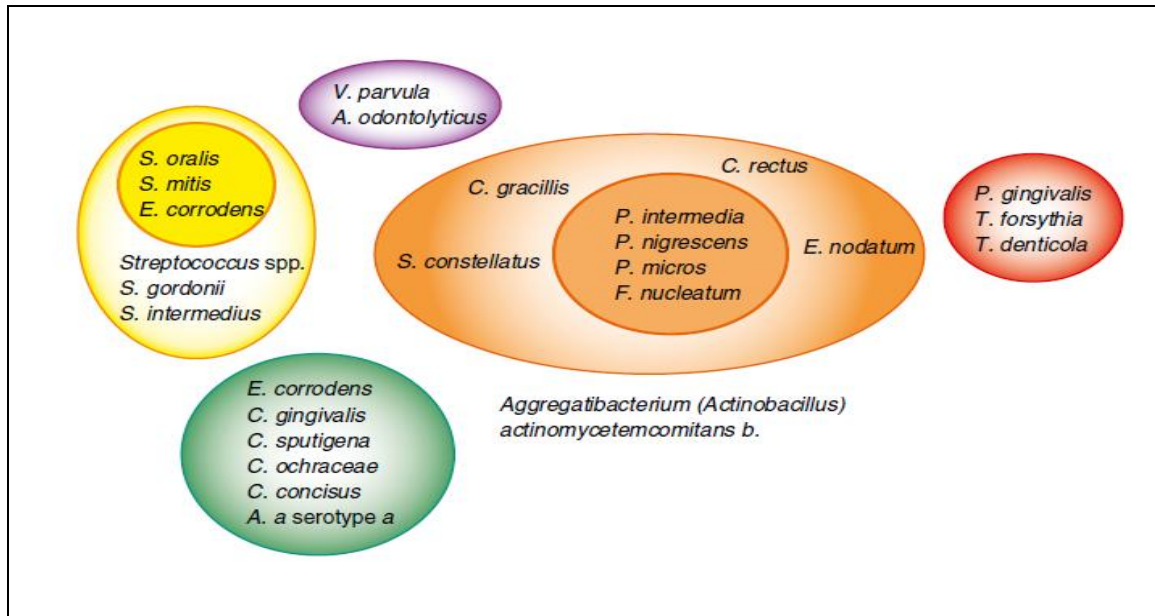 V. parvula
A. odontolyticus
S. oralis
S. mitis
E. corrodens
Streptococcus spp.
S. gordonii
S. intermedius
C. gracillis
C. rectus
S. constellatus
P. intermedia
P. nigrescens
P. micros
F. nucleatum
E. nodatum
P. gingivalis
T. forsythia
T. denticola
E. corrodens
C. gingivalis
C. sputigena
C. ochraceae
C. concisus
A. a serotype a
Aggregatibacterium (Actinobacillus)
actinomycetemcomitans b.